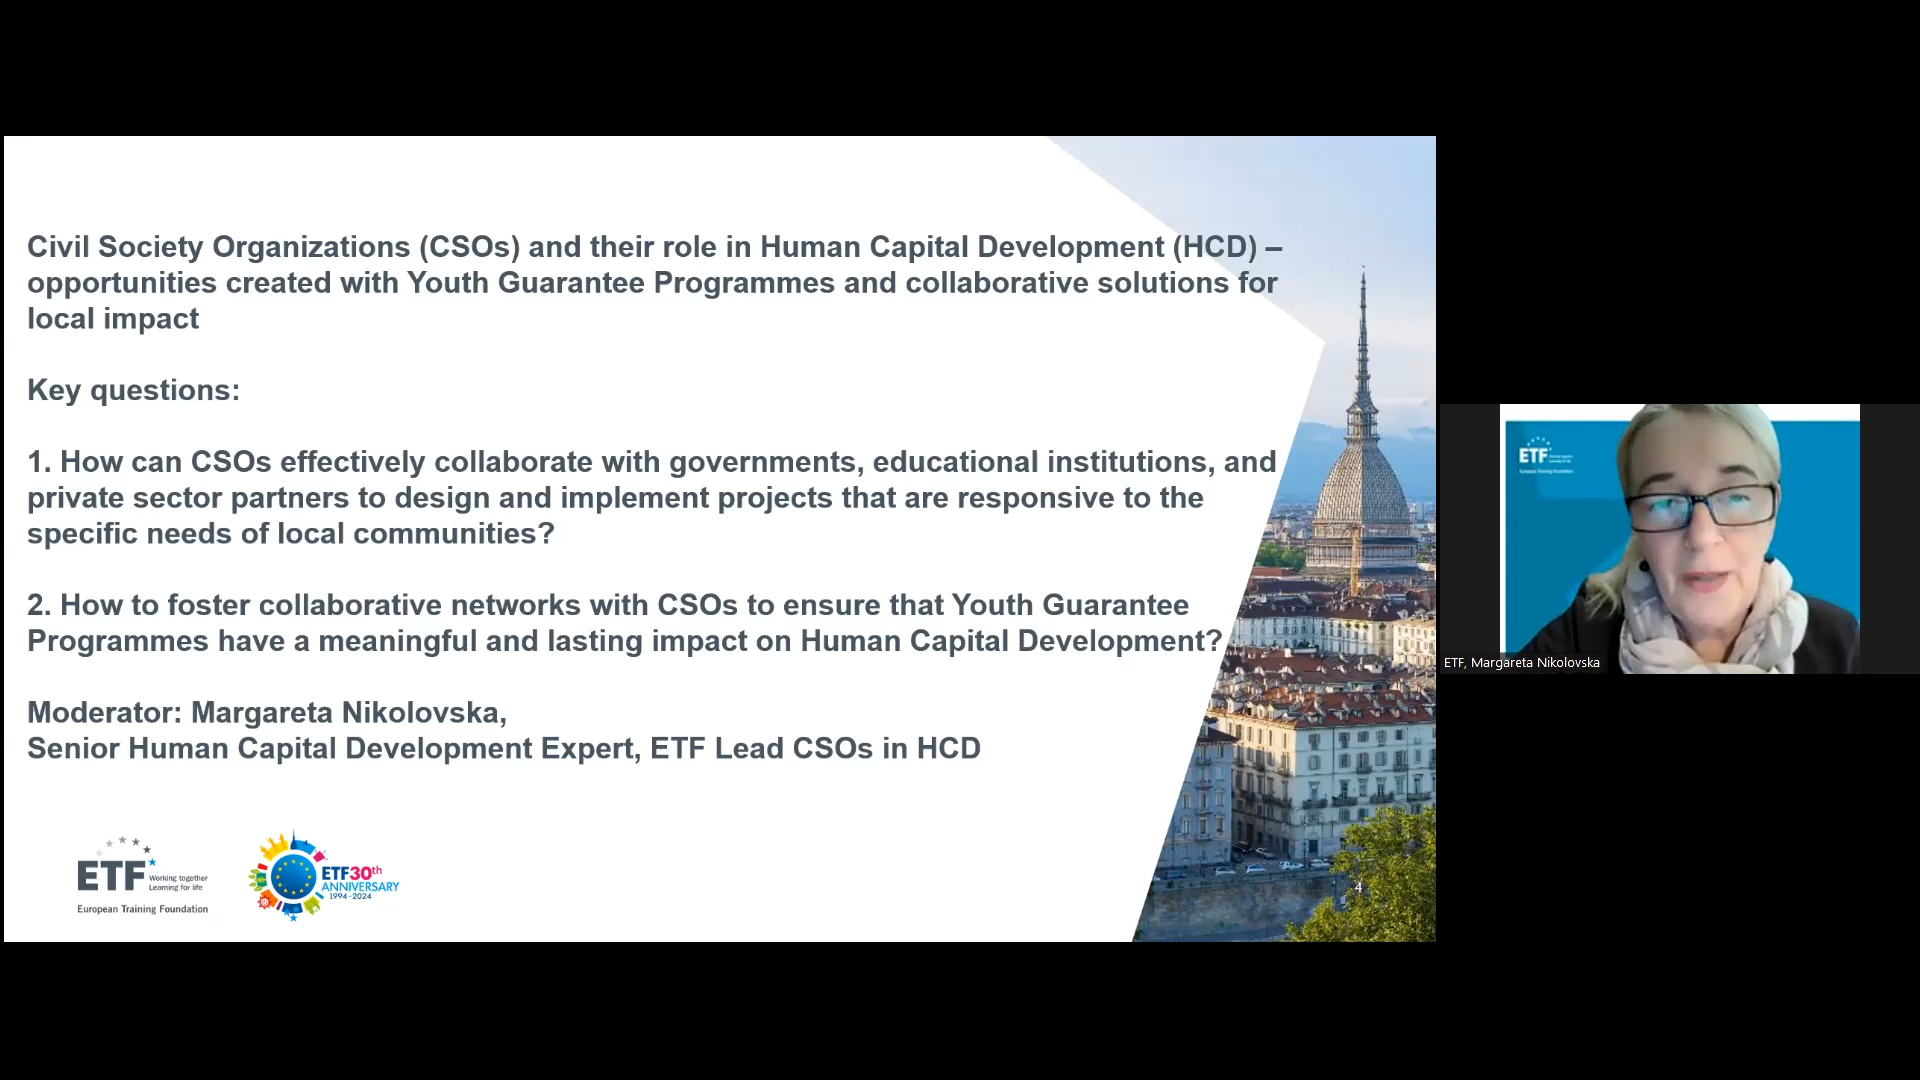 Civil Society Organizations (CSOs) and their role in Human Capital Development (HCD) –
opportunities created with Youth Guarantee Programmes and collaborative solutions for
local impact
Key questions:
1. How can CSOs effectively collaborate with governments, educational institutions, and
private sector partners to design and implement projects that are responsive to the
specific needs of local communities?
2. How to foster collaborative networks with CSOs to ensure that Youth Guarantee
Programmes have a meaningful and lasting impact on Human Capital Development?
Moderator: Margareta Nikolovska,
Senior Human Capital Development Expert, ETF Lead CSOs in HCD
ETF
Working together
Learning for life
European Training Foundation
ETF30th
ANNIVERSARY
1994-2024
4
ETF
European Training Foundation
ETF, Margareta Nikolovska